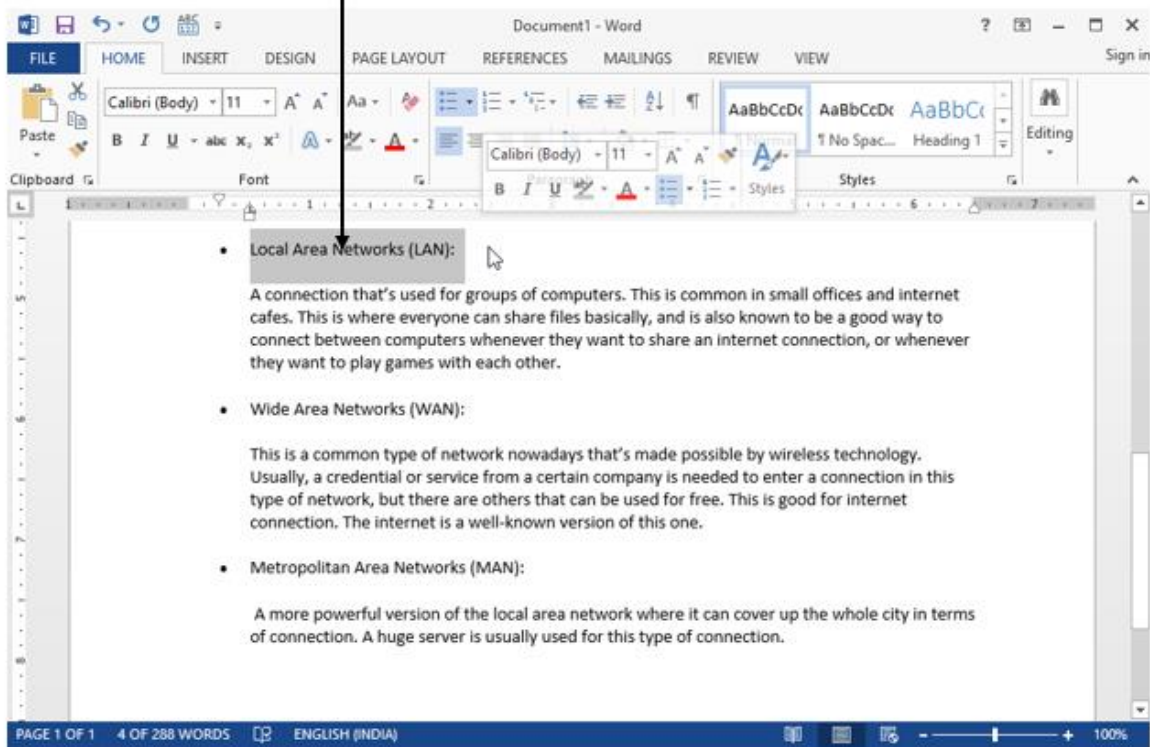 Document1 - Word
FILE HOME INSERT DESIGN PAGE LAYOUT REFERENCES MAILINGS REVIEW VIEW Sign in
Calibri (Body) 11 A A Aa
AaBbCcDc AaBbCcDc AaBbCc
Paste B I U abc x, x² A A
¶ No Spac... Heading 1 Editing
Calibri (Body) 11 A A
B I U A Styles
Clipboard Font Styles
1 1 2 6 7
• Local Area Networks (LAN):
A connection that's used for groups of computers. This is common in small offices and internet
cafes. This is where everyone can share files basically, and is also known to be a good way to
connect between computers whenever they want to share an internet connection, or whenever
they want to play games with each other.
• Wide Area Networks (WAN):
This is a common type of network nowadays that's made possible by wireless technology.
Usually, a credential or service from a certain company is needed to enter a connection in this
type of network, but there are others that can be used for free. This is good for internet
connection. The internet is a well-known version of this one.
• Metropolitan Area Networks (MAN):
A more powerful version of the local area network where it can cover up the whole city in terms
of connection. A huge server is usually used for this type of connection.
PAGE 1 OF 1 4 OF 288 WORDS ENGLISH (INDIA) 100%